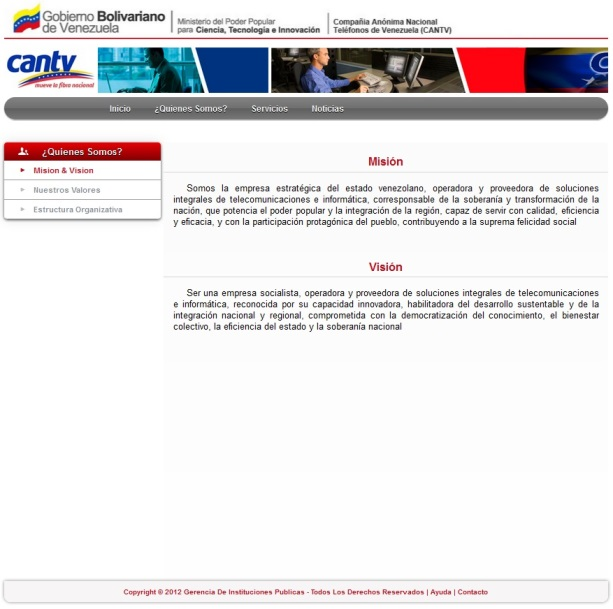 Gobierno Bolivariano
de Venezuela
Ministerio del Poder Popular
para Ciencia, Tecnología e Innovación
Compañía Anónima Nacional
Teléfonos de Venezuela (CANTV)
cantv
mueve la fibra nacional
Inicio ¿Quienes Somos? Servicios Noticias
¿Quienes Somos?
Mision & Vision
Nuestros Valores
Estructura Organizativa
Misión
Somos la empresa estratégica del estado venezolano, operadora y proveedora de soluciones
integrales de telecomunicaciones e informática, corresponsable de la soberanía y transformación de la
nación, que potencia el poder popular y la integración de la región, capaz de servir con calidad, eficiencia
y eficacia, y con la participación protagónica del pueblo, contribuyendo a la suprema felicidad social
Visión
Ser una empresa socialista, operadora y proveedora de soluciones integrales de telecomunicaciones
e informática, reconocida por su capacidad innovadora, habilitadora del desarrollo sustentable y de la
integración nacional y regional, comprometida con la democratización del conocimiento, el bienestar
colectivo, la eficiencia del estado y la soberanía nacional
Copyright © 2012 Gerencia De Instituciones Publicas - Todos Los Derechos Reservados | Ayuda | Contacto